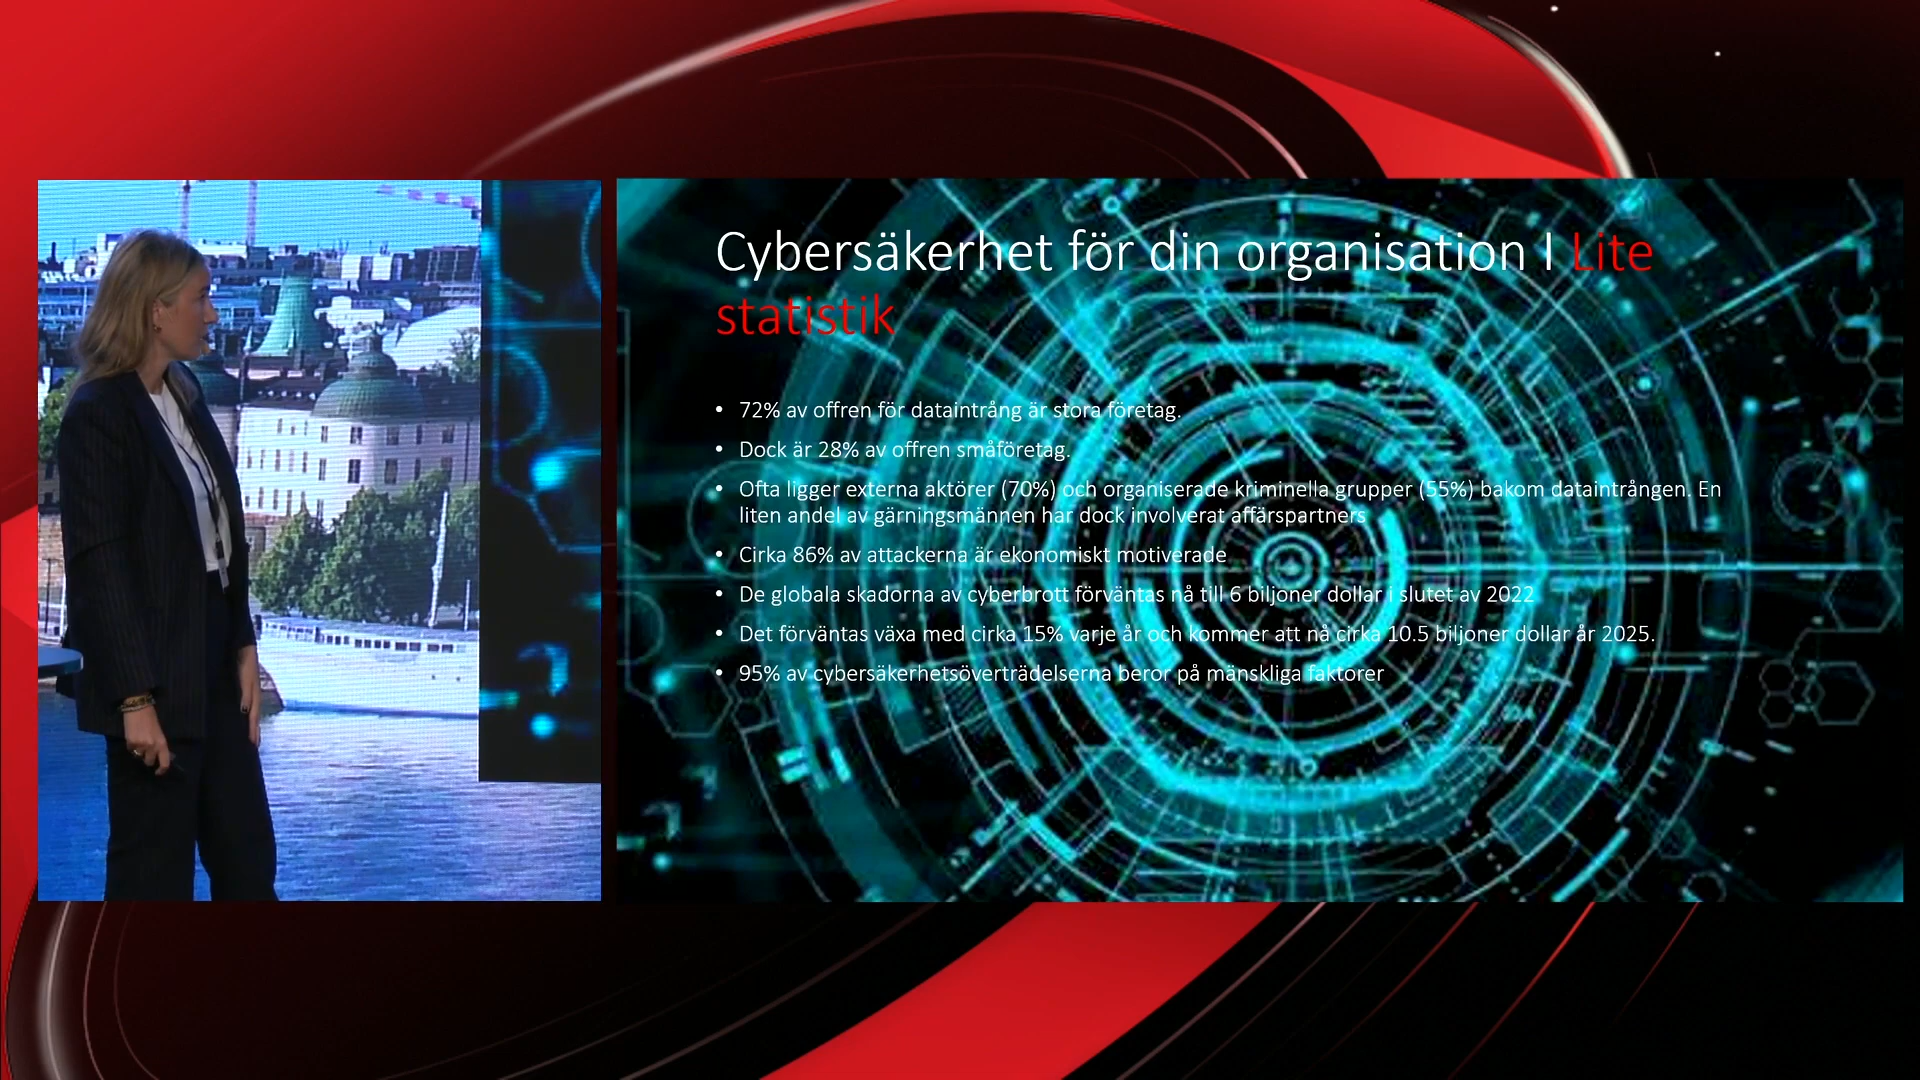 Cybersäkerhet för din organisation I Lite
statistik
• 72% av offren för dataintrång är stora företag.
• Dock är 28% av offren småföretag.
• Ofta ligger externa aktörer (70%) och organiserade kriminella grupper (55%) bakom dataintrången. En
liten andel av gärningsmännen har dock involverat affärspartners
• Cirka 86% av attackerna är ekonomiskt motiverade
• De globala skadorna av cyberbrott förväntas nå till 6 biljoner dollar i slutet av 2022
• Det förväntas växa med cirka 15% varje år och kommer att nå cirka 10.5 biljoner dollar år 2025.
• 95% av cybersäkerhetsöverträdelserna beror på mänskliga faktorer